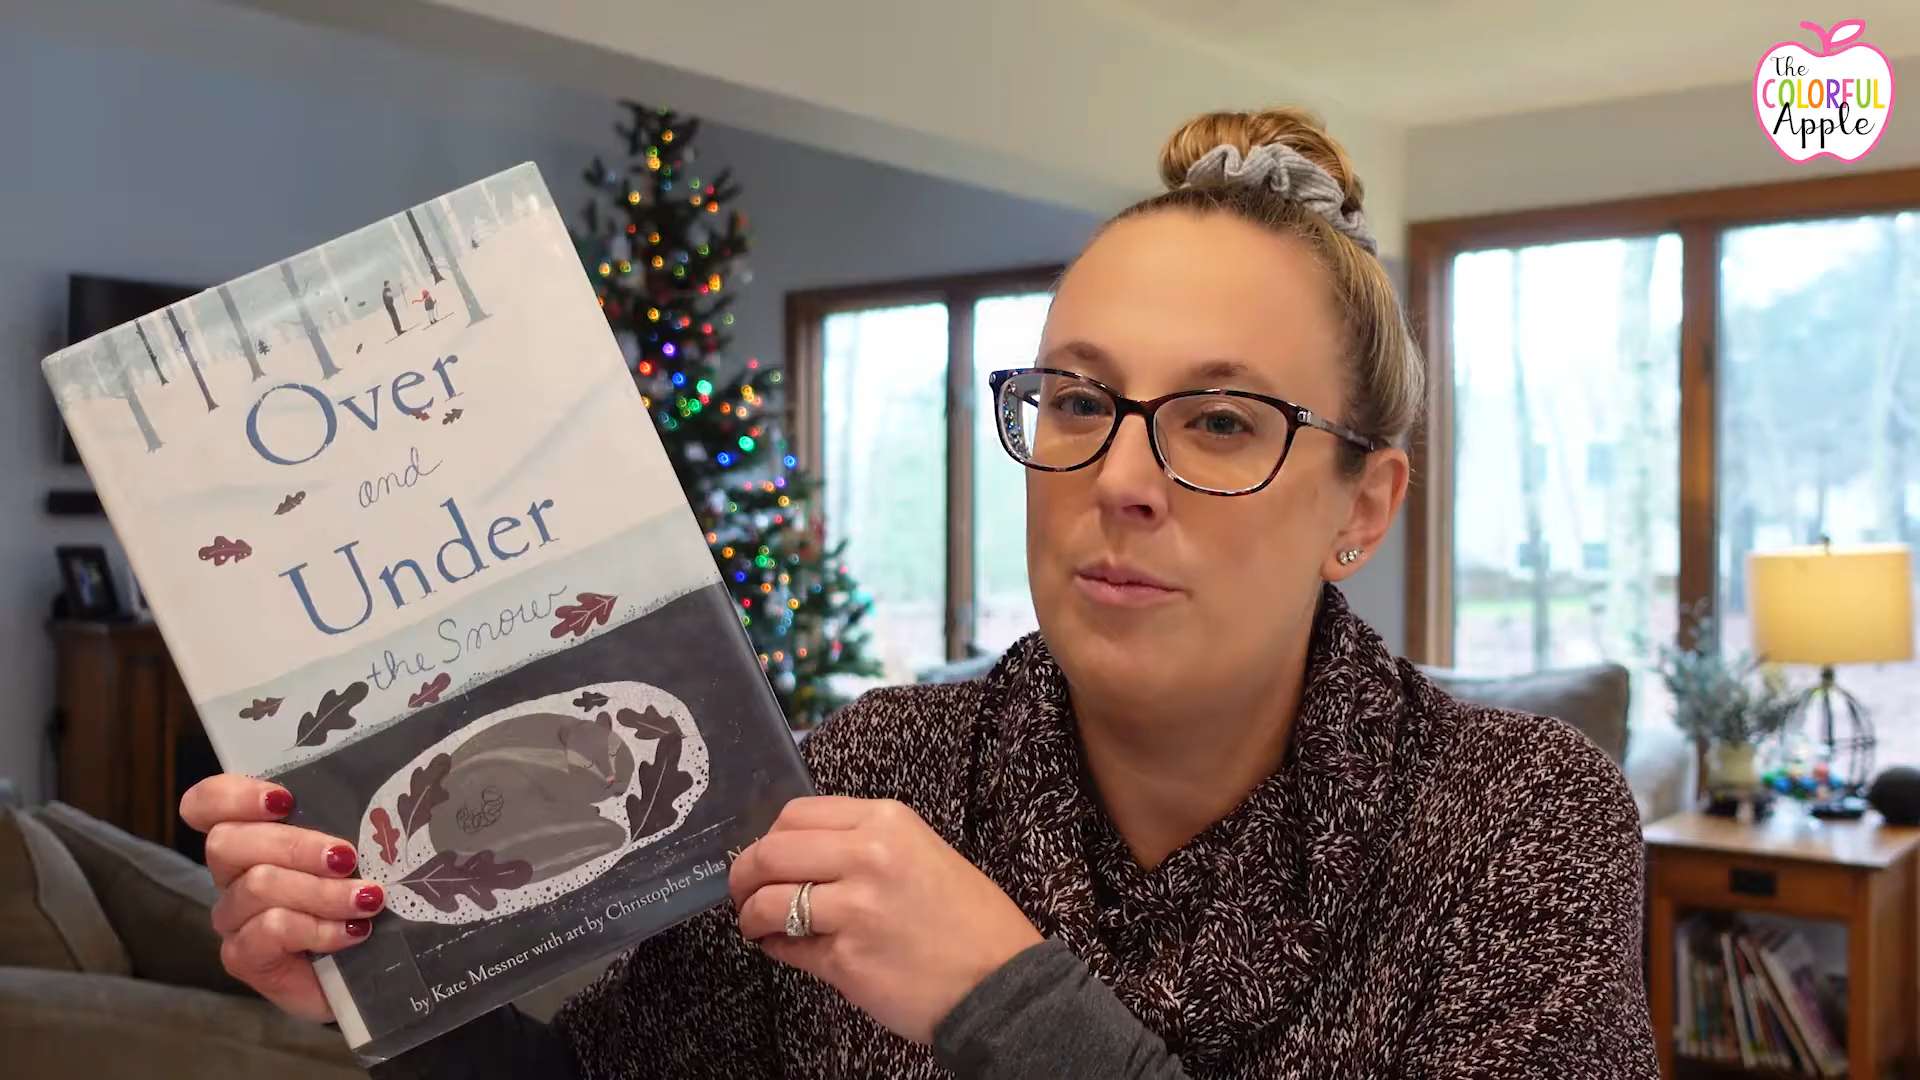 Over
and
Under
the Snow
by Kate Messner with art by Christopher Silas
The
COLORFUL
Apple